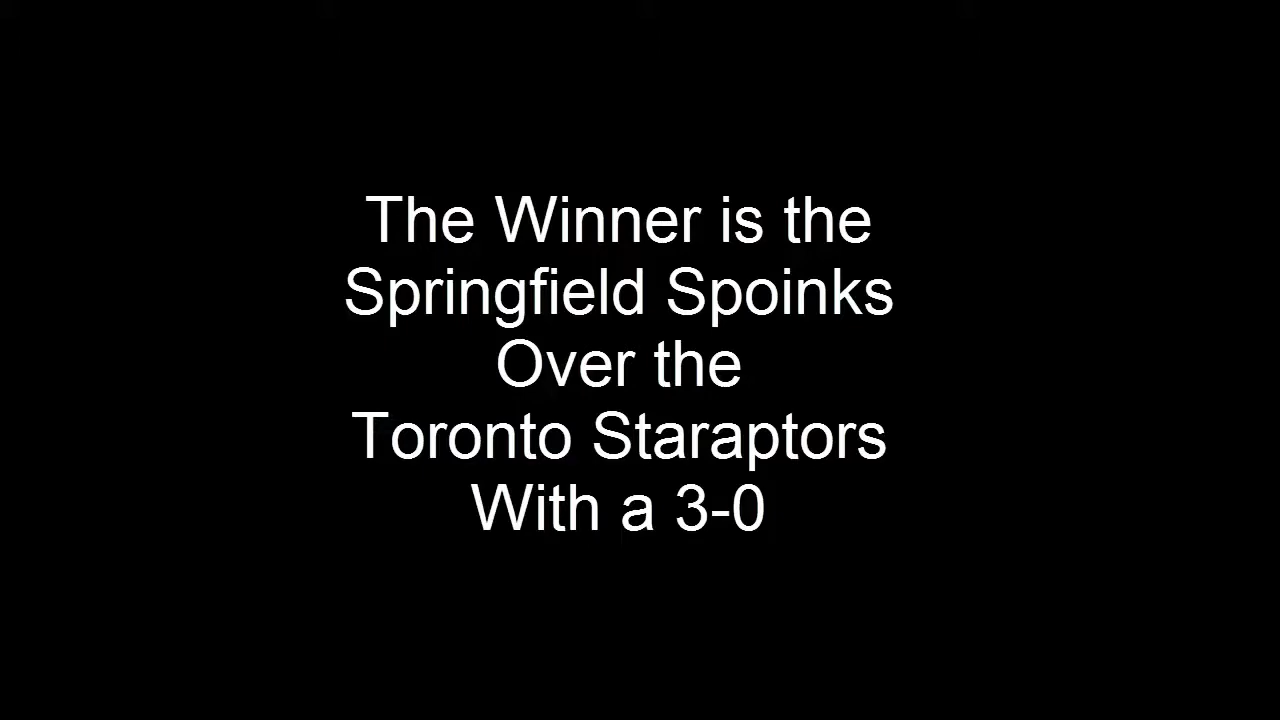 The Winner is the
Springfield Spoinks
Over the
Toronto Staraptors
With a 3-0